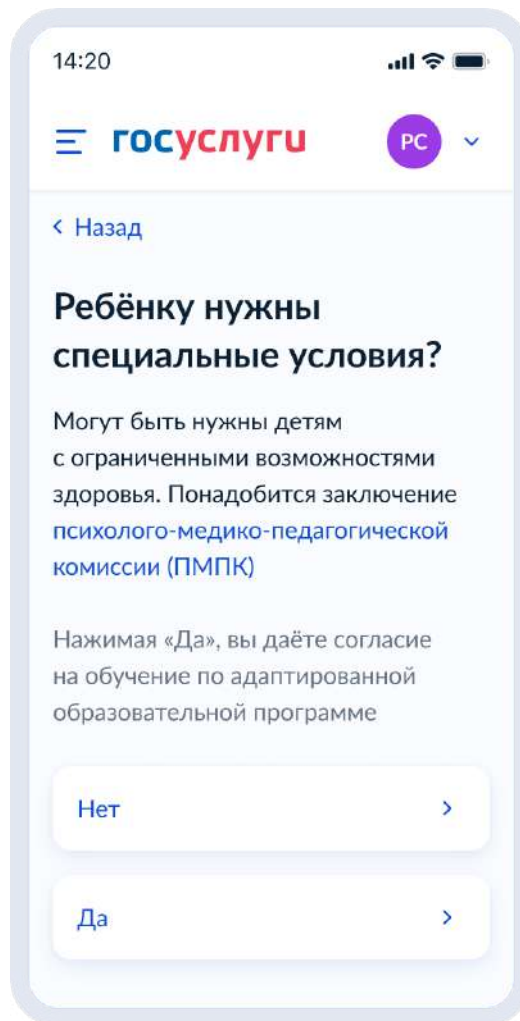 14:20
госуслуги
РС
Назад
Ребёнку нужны
специальные условия?
Могут быть нужны детям
с ограниченными возможностями
здоровья. Понадобится заключение
психолого-медико-педагогической
комиссии (ПМПК)
Нажимая «Да», вы даёте согласие
на обучение по адаптированной
образовательной программе
Нет
Да